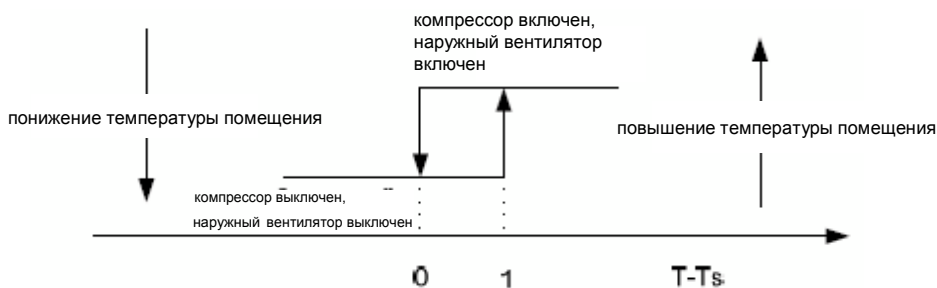 компрессор включен,
наружный вентилятор
включен
понижение температуры помещения
повышение температуры помещения
компрессор выключен,
наружный вентилятор выключен
0 1 T-Ts